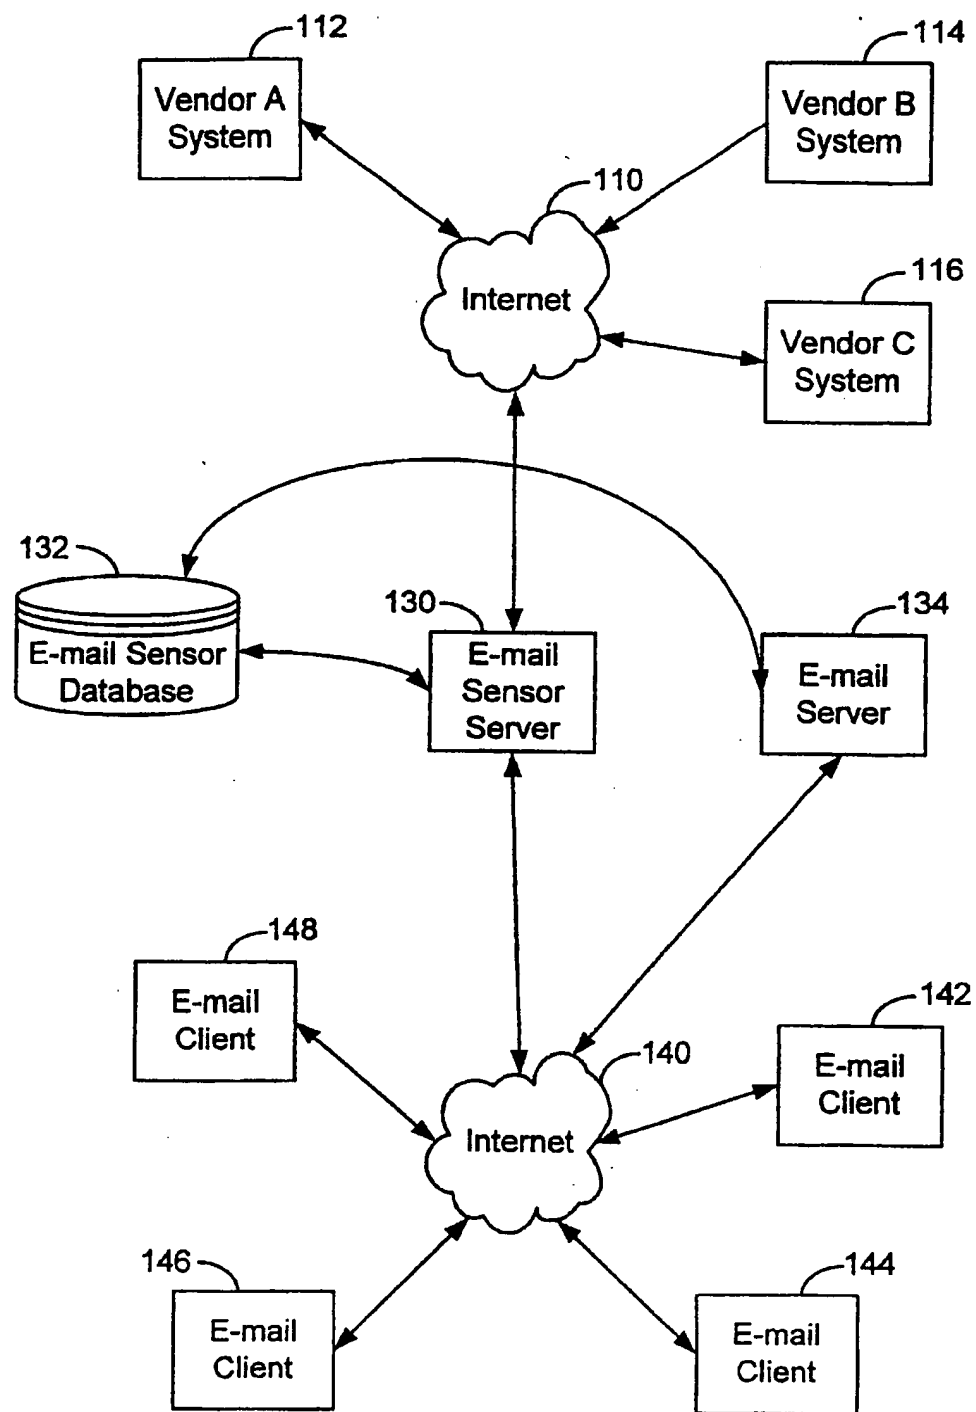 112
Vendor A
System
114
Vendor B
System
110
Internet
116
Vendor C
System
132
E-mail Sensor
Database
130
E-mail
Sensor
Server
134
E-mail
Server
148
E-mail
Client
142
E-mail
Client
140
Internet
146
E-mail
Client
144
E-mail
Client